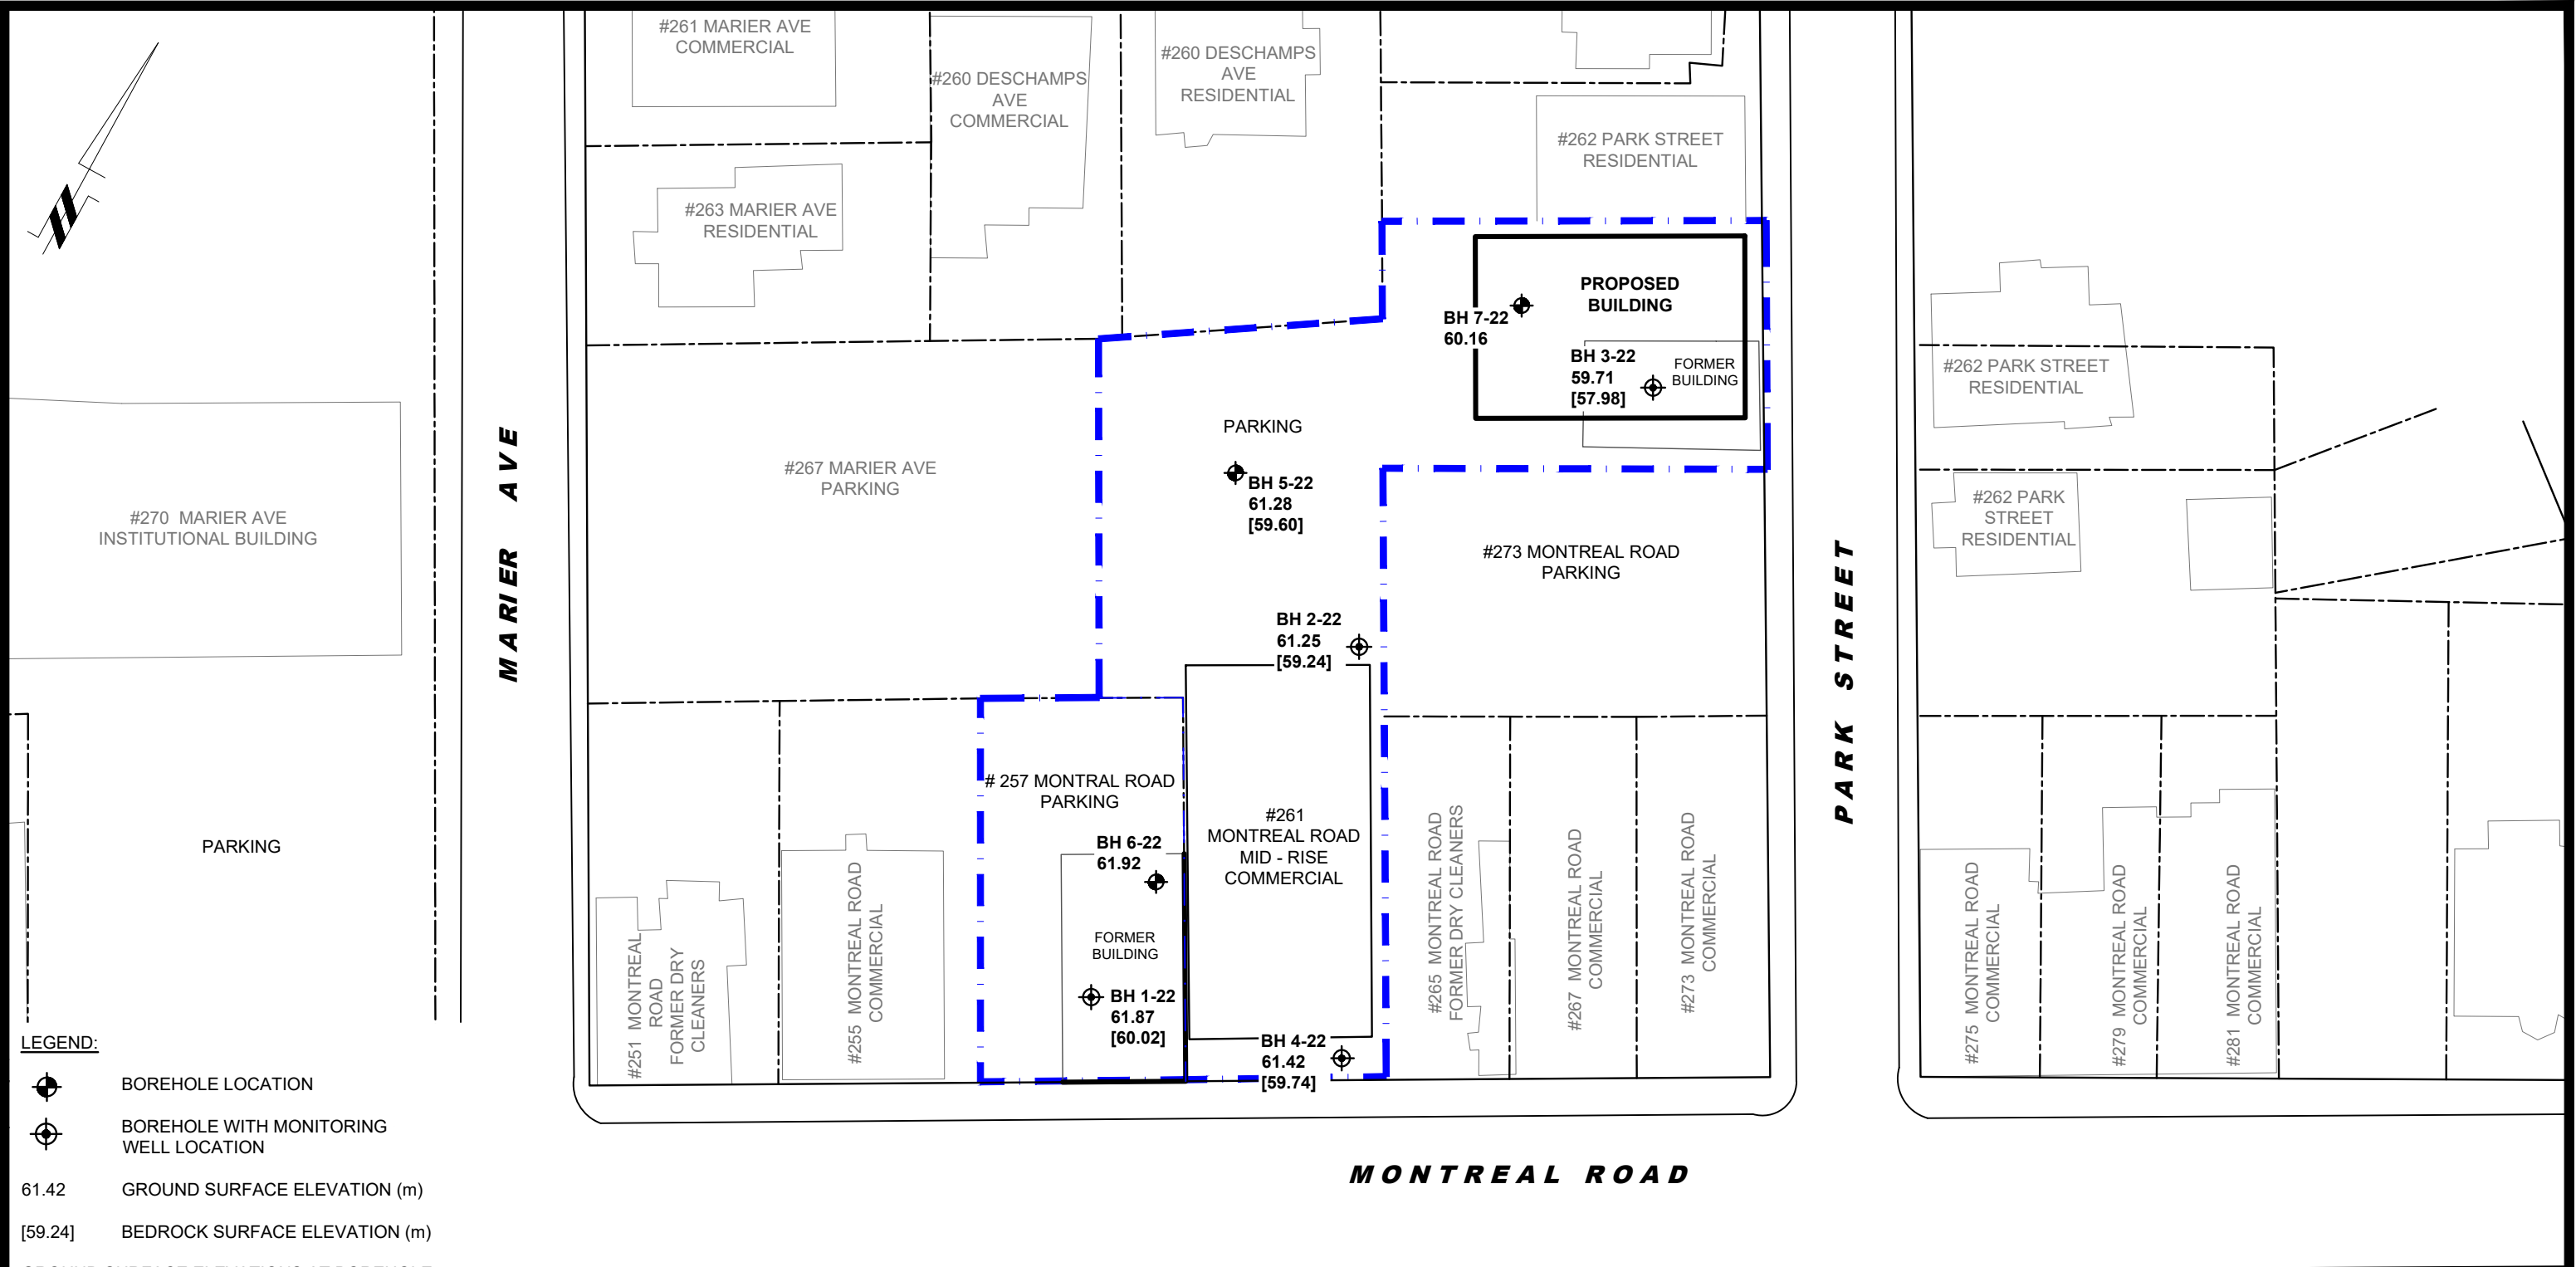 #261 MARIER AVE
COMMERCIAL
#260 DESCHAMPS
AVE
COMMERCIAL
#260 DESCHAMPS
AVE
RESIDENTIAL
#262 PARK STREET
RESIDENTIAL
#263 MARIER AVE
RESIDENTIAL
PROPOSED
BUILDING
BH 7-22
60.16
BH 3-22
59.71
[57.98]
FORMER
BUILDING
#262 PARK STREET
RESIDENTIAL
PARKING
#267 MARIER AVE
PARKING
BH 5-22
61.28
[59.60]
#270 MARIER AVE
INSTITUTIONAL BUILDING
MARIER AVE
#273 MONTREAL ROAD
PARKING
#262 PARK
STREET
RESIDENTIAL
PARK STREET
BH 2-22
61.25
[59.24]
# 257 MONTRAL ROAD
PARKING
#261
MONTREAL ROAD
MID - RISE
COMMERCIAL
PARKING
BH 6-22
61.92
FORMER
BUILDING
BH 1-22
61.87
[60.02]
BH 4-22
61.42
[59.74]
#251 MONTREAL
ROAD
FORMER DRY
CLEANERS
#255 MONTREAL ROAD
COMMERCIAL
#265 MONTREAL ROAD
FORMER DRY CLEANERS
#267 MONTREAL ROAD
COMMERCIAL
#273 MONTREAL ROAD
COMMERCIAL
#275 MONTREAL ROAD
COMMERCIAL
#279 MONTREAL ROAD
COMMERCIAL
#281 MONTREAL ROAD
COMMERCIAL
MONTREAL ROAD
LEGEND:
BOREHOLE LOCATION
BOREHOLE WITH MONITORING
WELL LOCATION
61.42 GROUND SURFACE ELEVATION (m)
[59.24] BEDROCK SURFACE ELEVATION (m)